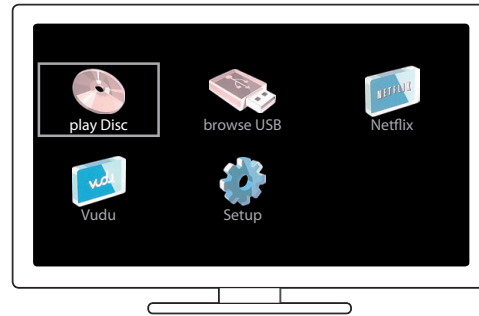 NETFLIX
play Disc
browse USB
Netflix
vudu
Vudu
Setup